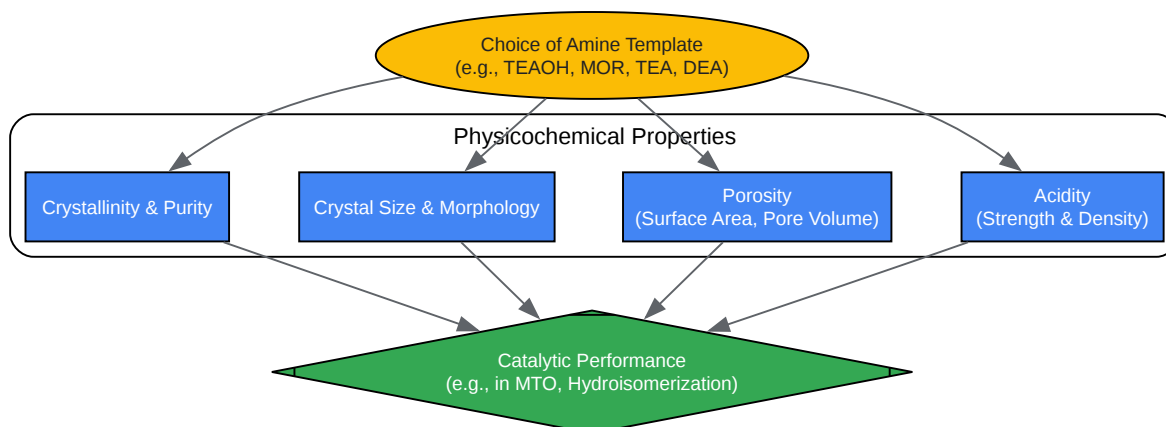 Choice of Amine Template
(e.g., TEAOH, MOR, TEA, DEA)
Physicochemical Properties
Crystallinity & Purity
Crystal Size & Morphology
Porosity
(Surface Area, Pore Volume)
Acidity
(Strength & Density)
Catalytic Performance
(e.g., in MTO, Hydroisomerization)